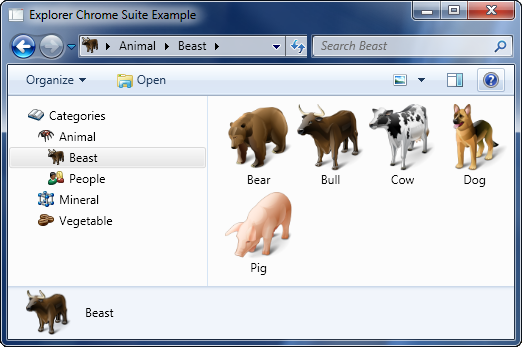 Explorer Chrome Suite Example
Animal Beast Search Beast
Organize Open
Categories
Animal
Beast
People
Mineral
Vegetable
Bear Bull Cow Dog
Pig
Beast